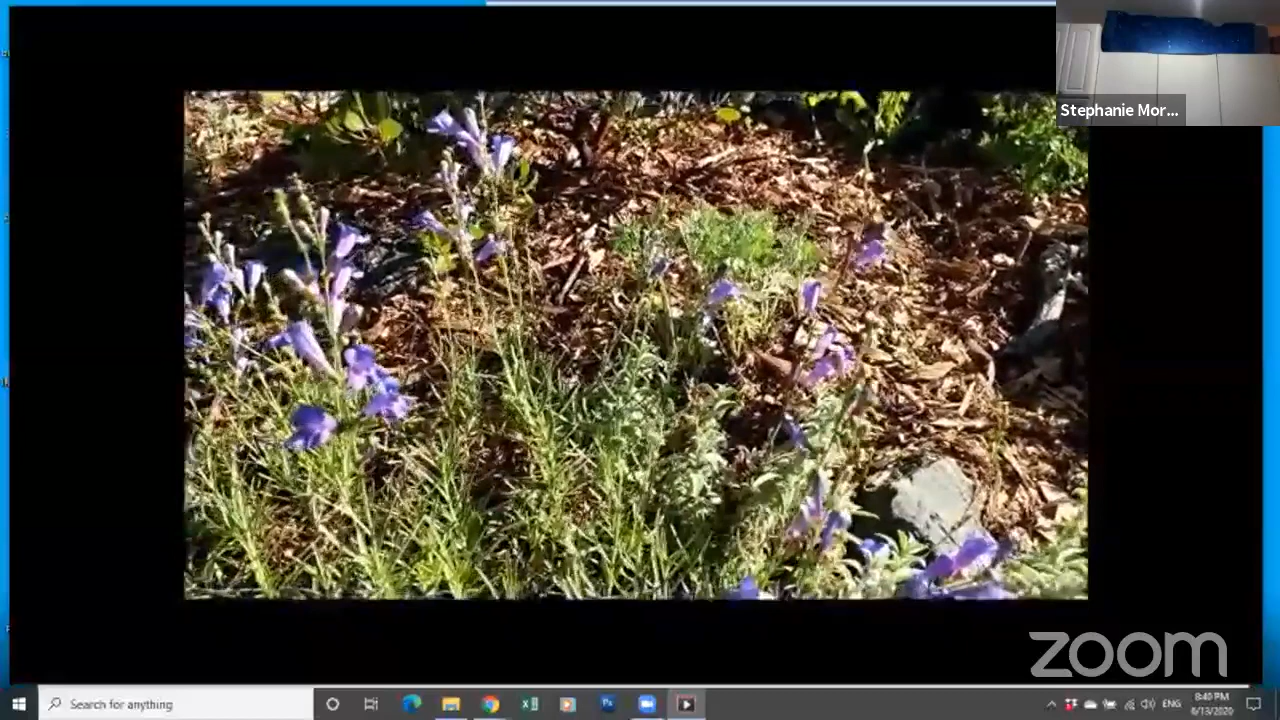 Stephanie Mor...
zoom
Search for anything
ENG
8:40 PM
8/13/2020